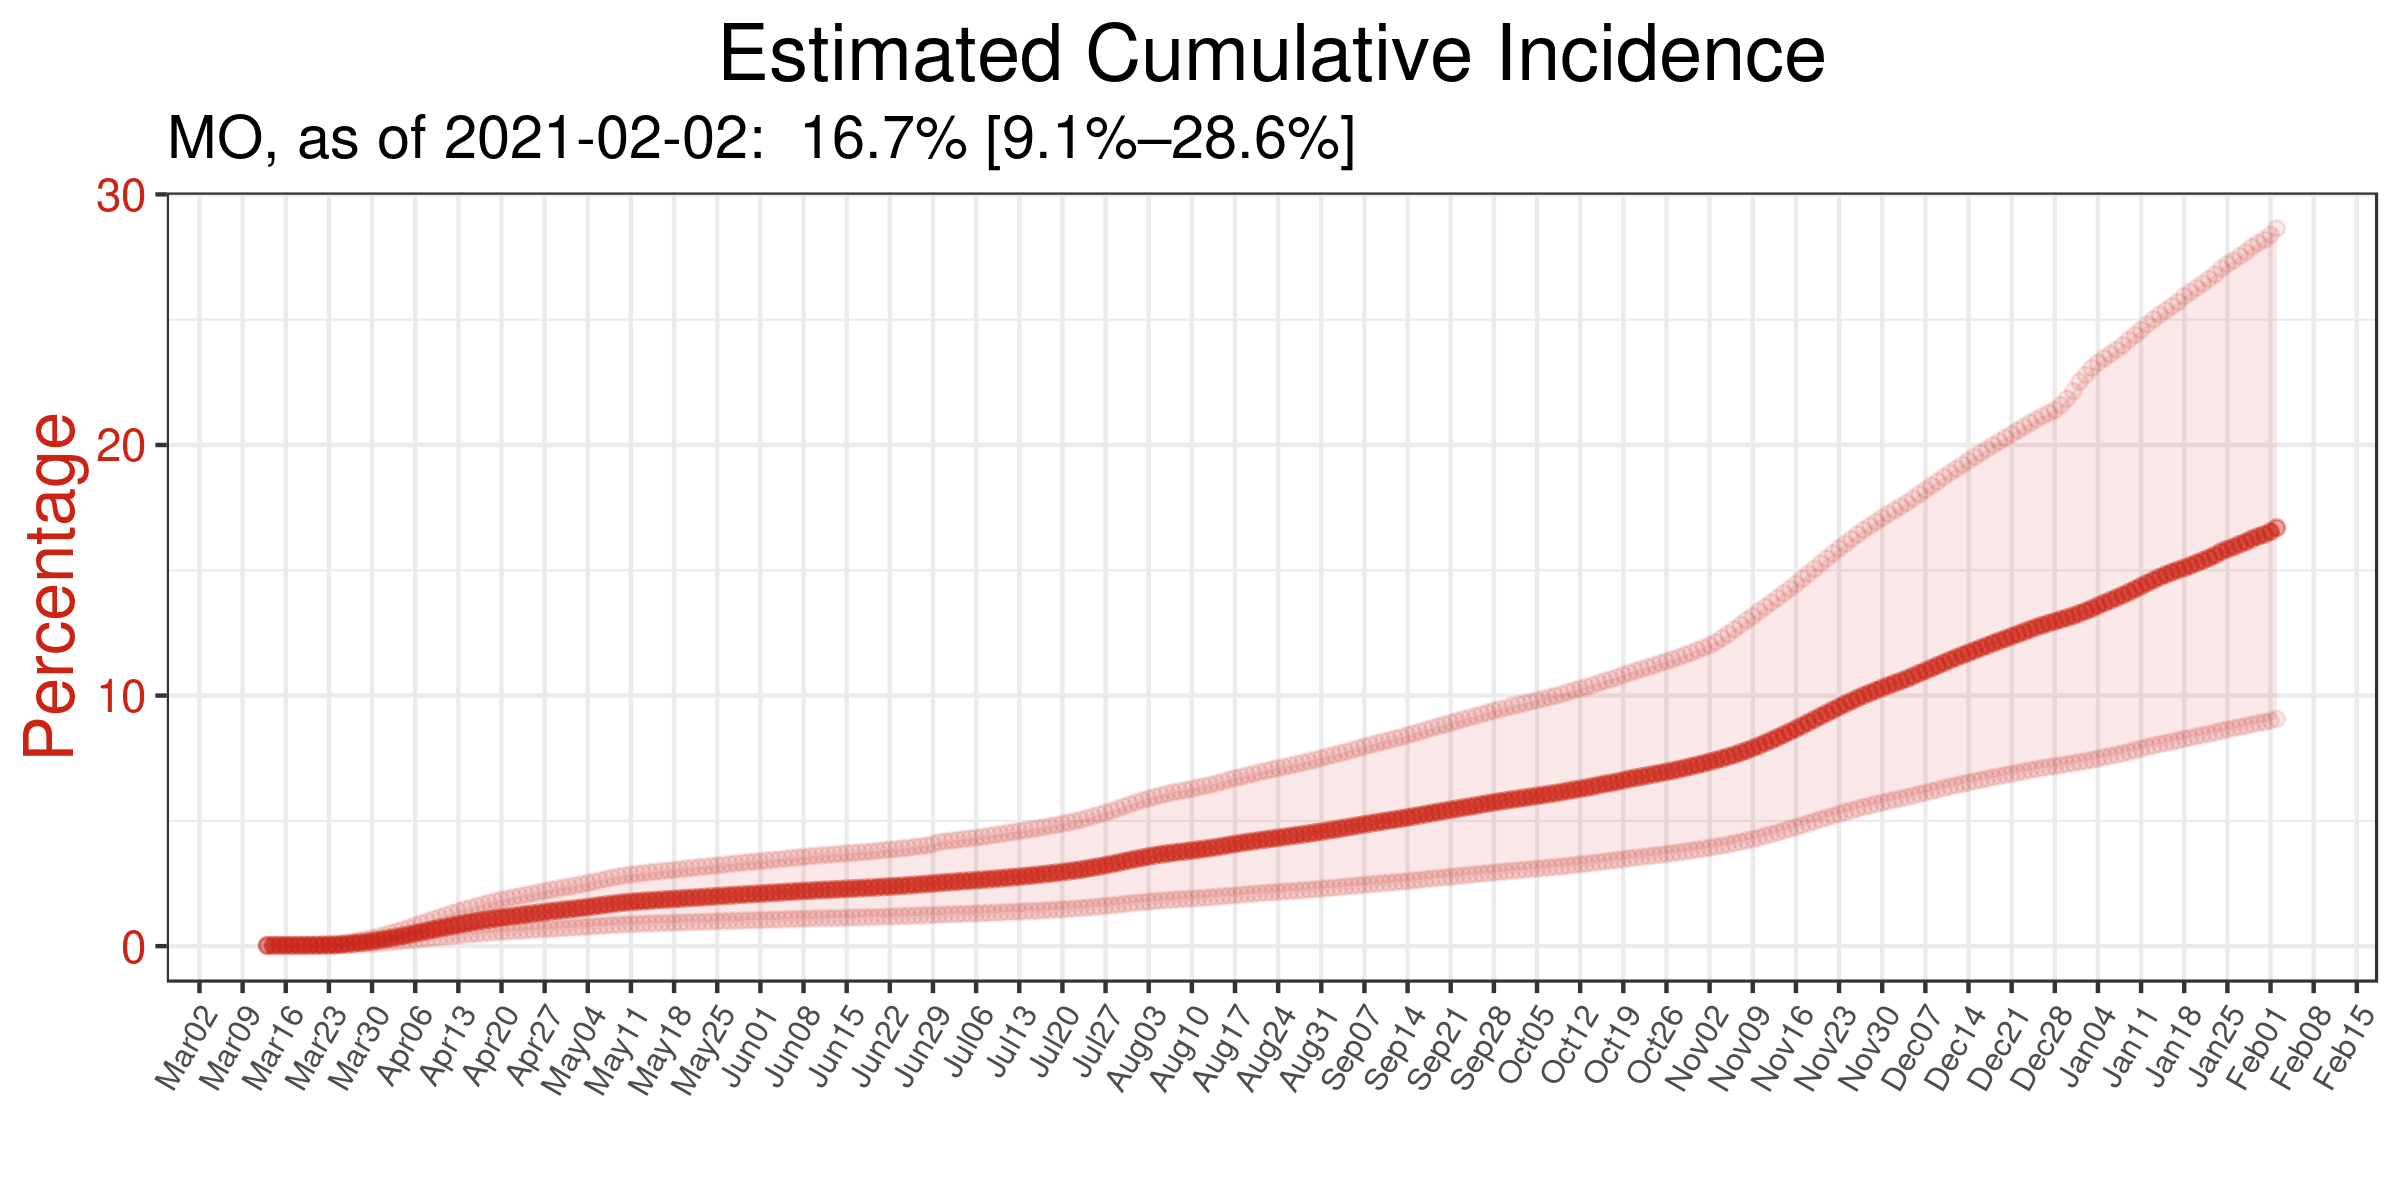 Estimated Cumulative Incidence
MO, as of 2021-02-02:  16.7% [9.1%–28.6%]
Percentage
30
20
10
0
Mar02
Mar09
Mar16
Mar23
Mar30
Apr06
Apr13
Apr20
Apr27
May04
May11
May18
May25
Jun01
Jun08
Jun15
Jun22
Jun29
Jul06
Jul13
Jul20
Jul27
Aug03
Aug10
Aug17
Aug24
Aug31
Sep07
Sep14
Sep21
Sep28
Oct05
Oct12
Oct19
Oct26
Nov02
Nov09
Nov16
Nov23
Nov30
Dec07
Dec14
Dec21
Dec28
Jan04
Jan11
Jan18
Jan25
Feb01
Feb08
Feb15